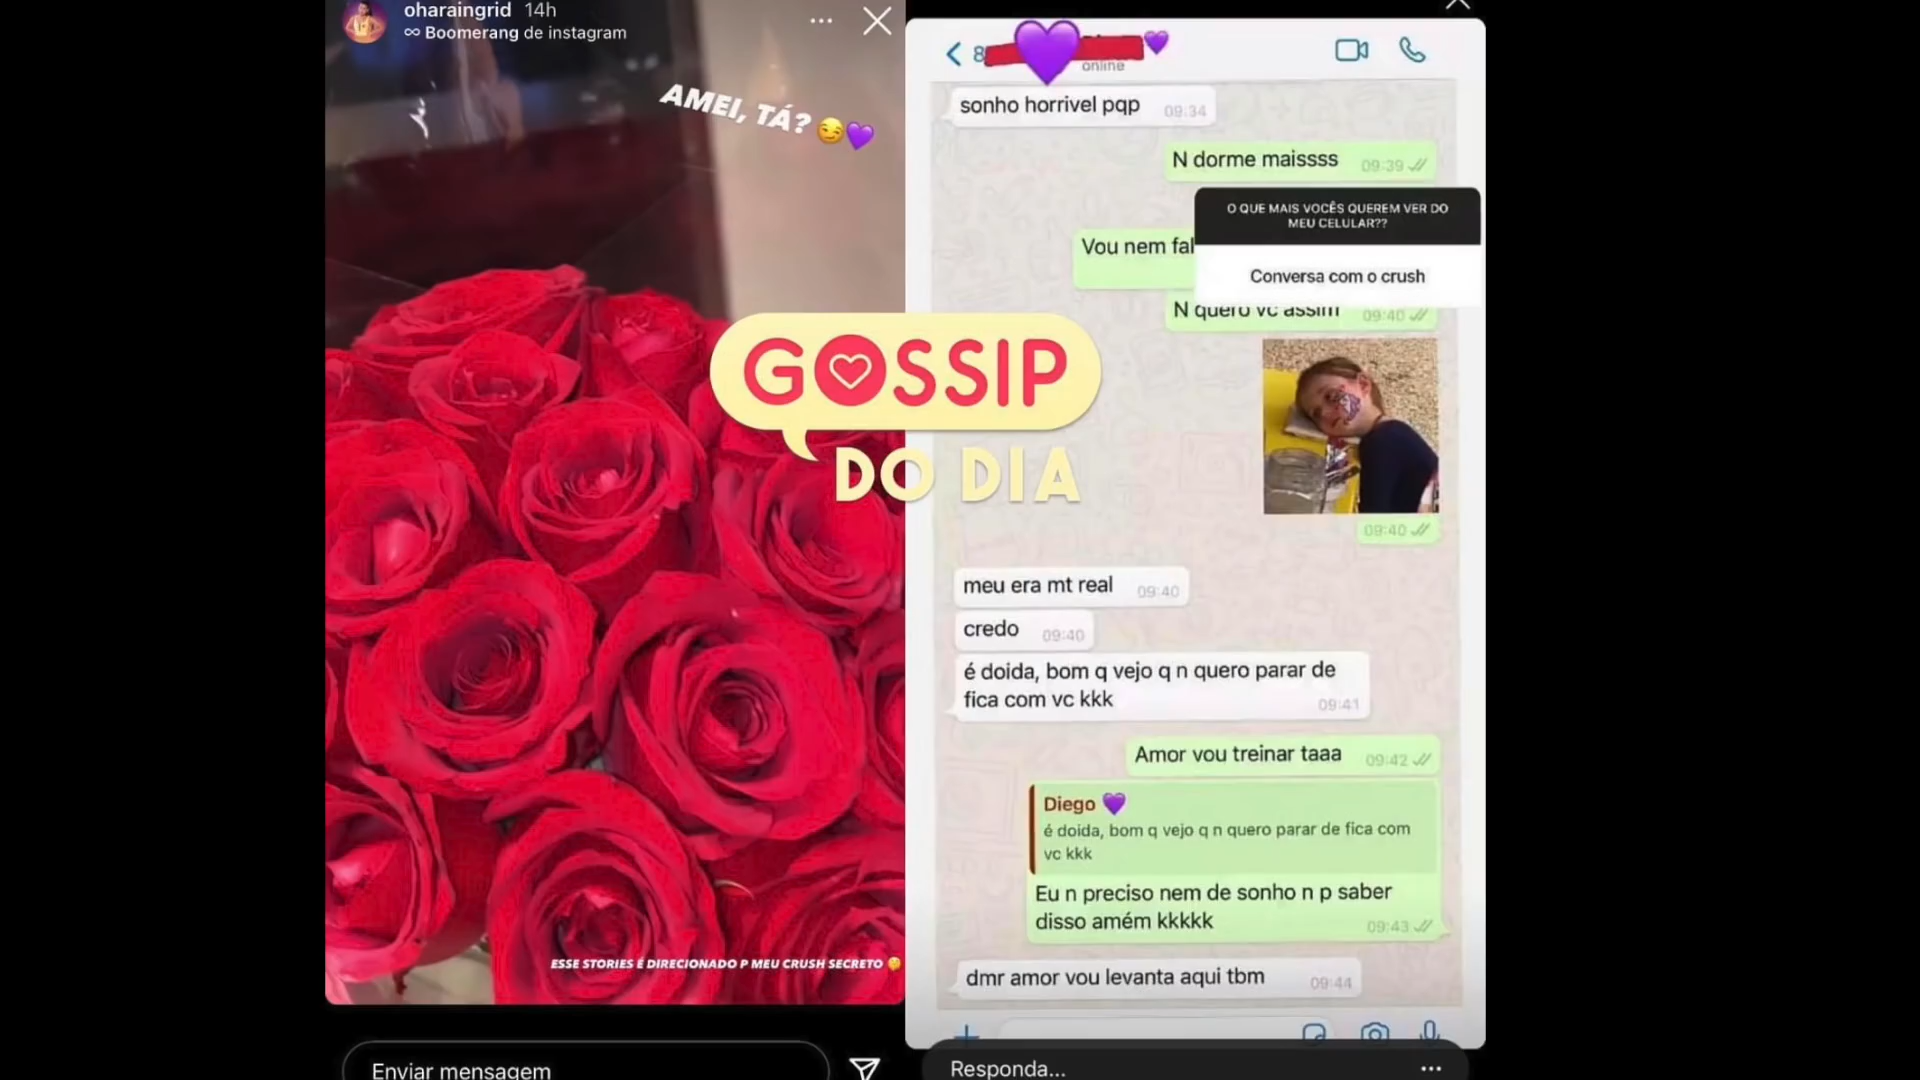 oharaingrid 14h
∞ Boomerang de instagram
AMEI, TÁ? 😏💜
ESSE STORIES É DIRECIONADO P MEU CRUSH SECRETO
Enviar mensagem
GOSSIP
DO DIA
8
online
sonho horrivel pqp 09:34
N dorme maissss 09:39
O QUE MAIS VOCÊS QUEREM VER DO
MEU CELULAR??
Conversa com o crush
Vou nem fal
N quero vc assim 09:40
09:40
meu era mt real 09:40
credo 09:40
é doida, bom q vejo q n quero parar de
fica com vc kkk 09:41
Amor vou treinar taaa 09:42
Diego 💜
é doida, bom q vejo q n quero parar de fica com
vc kkk
Eu n preciso nem de sonho n p saber
disso amém kkkkk 09:43
dmr amor vou levanta aqui tbm 09:44
Responda...